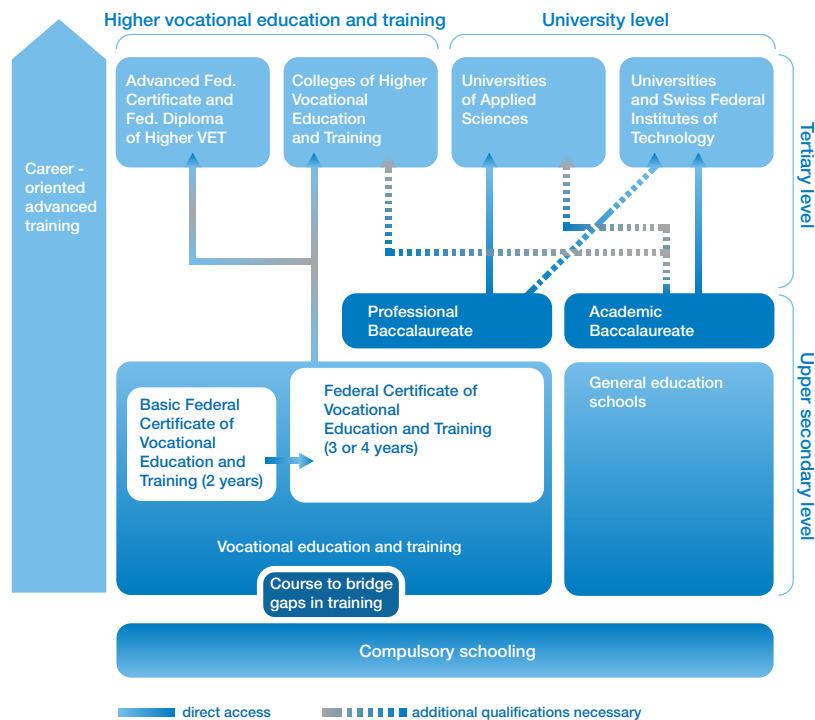 Higher vocational education and training
University level
Advanced Fed.
Certificate and
Fed. Diploma
of Higher VET
Colleges of Higher
Vocational
Education
and Training
Universities
of Applied
Sciences
Universities
and Swiss Federal
Institutes of
Technology
Tertiary level
Career -
oriented
advanced
training
Professional
Baccalaureate
Academic
Baccalaureate
Upper secondary level
Basic Federal
Certificate of
Vocational
Education and
Training (2 years)
Federal Certificate of
Vocational
Education and Training
(3 or 4 years)
General education
schools
Vocational education and training
Course to bridge
gaps in training
Compulsory schooling
direct access
additional qualifications necessary